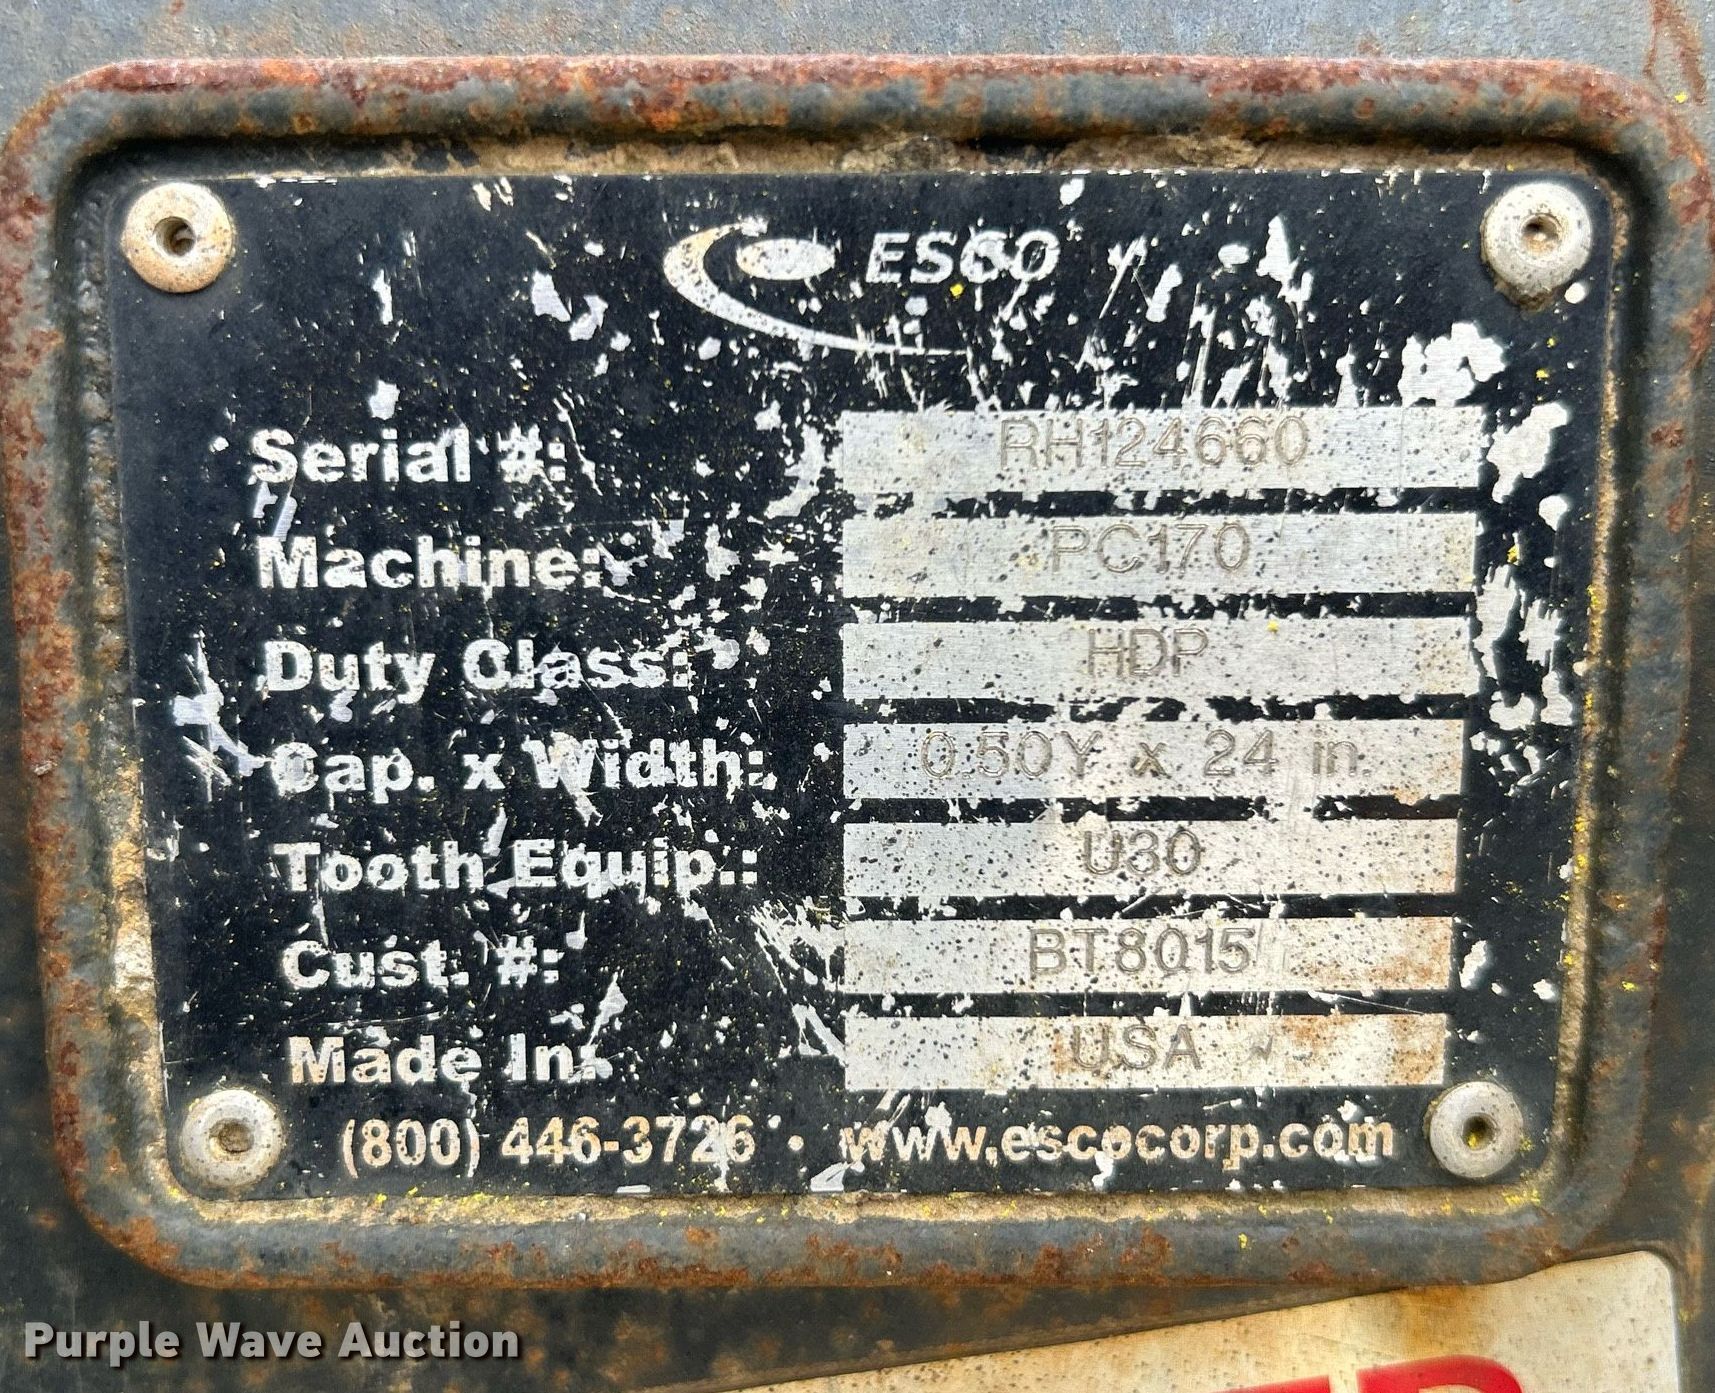 ESCO
Serial #: RH124660
Machine: PC170
Duty Class: HDP
Cap. x Width: 0.50Y x 24 in.
Tooth Equip.: U30
Cust. #: BT8015
Made In: USA
(800) 446-3726 · www.escocorp.com
Purple Wave Auction